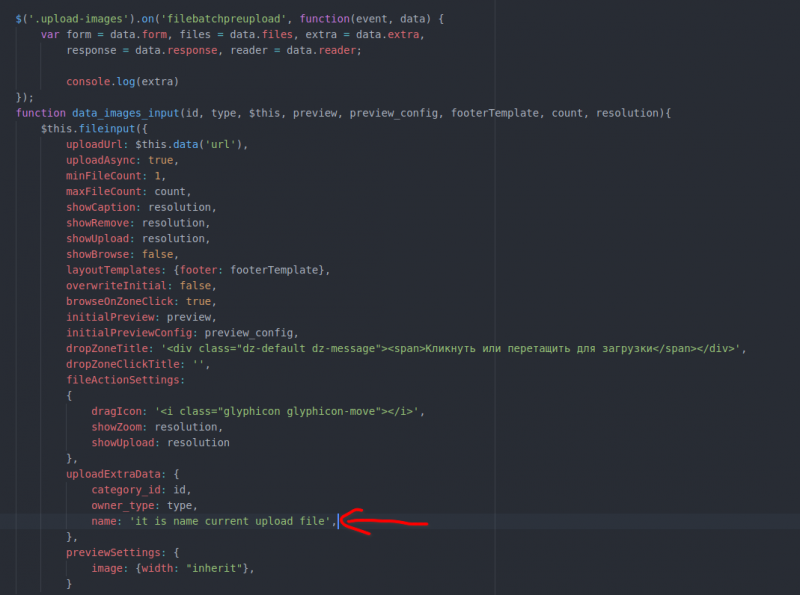 $('.upload-images').on('filebatchpreupload', function(event, data) {
var form = data.form, files = data.files, extra = data.extra,
response = data.response, reader = data.reader;
console.log(extra)
});
function data_images_input(id, type, $this, preview, preview_config, footerTemplate, count, resolution){
$this.fileinput({
uploadUrl: $this.data('url'),
uploadAsync: true,
minFileCount: 1,
maxFileCount: count,
showCaption: resolution,
showRemove: resolution,
showUpload: resolution,
showBrowse: false,
layoutTemplates: {footer: footerTemplate},
overwriteInitial: false,
browseOnZoneClick: true,
initialPreview: preview,
initialPreviewConfig: preview_config,
dropZoneTitle: '<div class="dz-default dz-message"><span>Кликнуть или перетащить для загрузки</span></div>',
dropZoneClickTitle: '',
fileActionSettings:
{
dragIcon: '<i class="glyphicon glyphicon-move"></i>',
showZoom: resolution,
showUpload: resolution
},
uploadExtraData: {
category_id: id,
owner_type: type,
name: 'it is name current upload file',
},
previewSettings: {
image: {width: "inherit"},
}